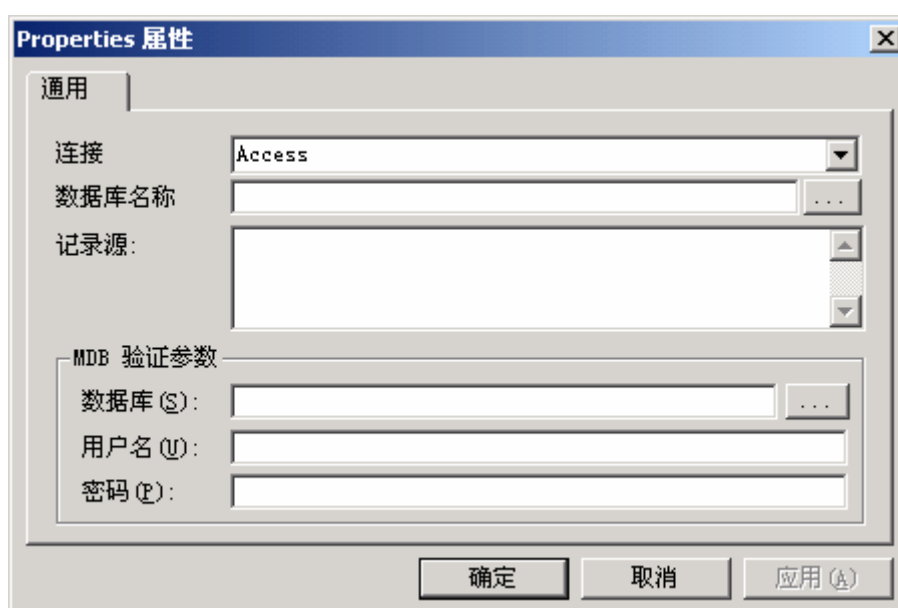 Properties 属性
通用
连接 Access
数据库名称 ...
记录源:
MDB 验证参数
数据库(S): ...
用户名(U):
密码(P):
确定 取消 应用(A)